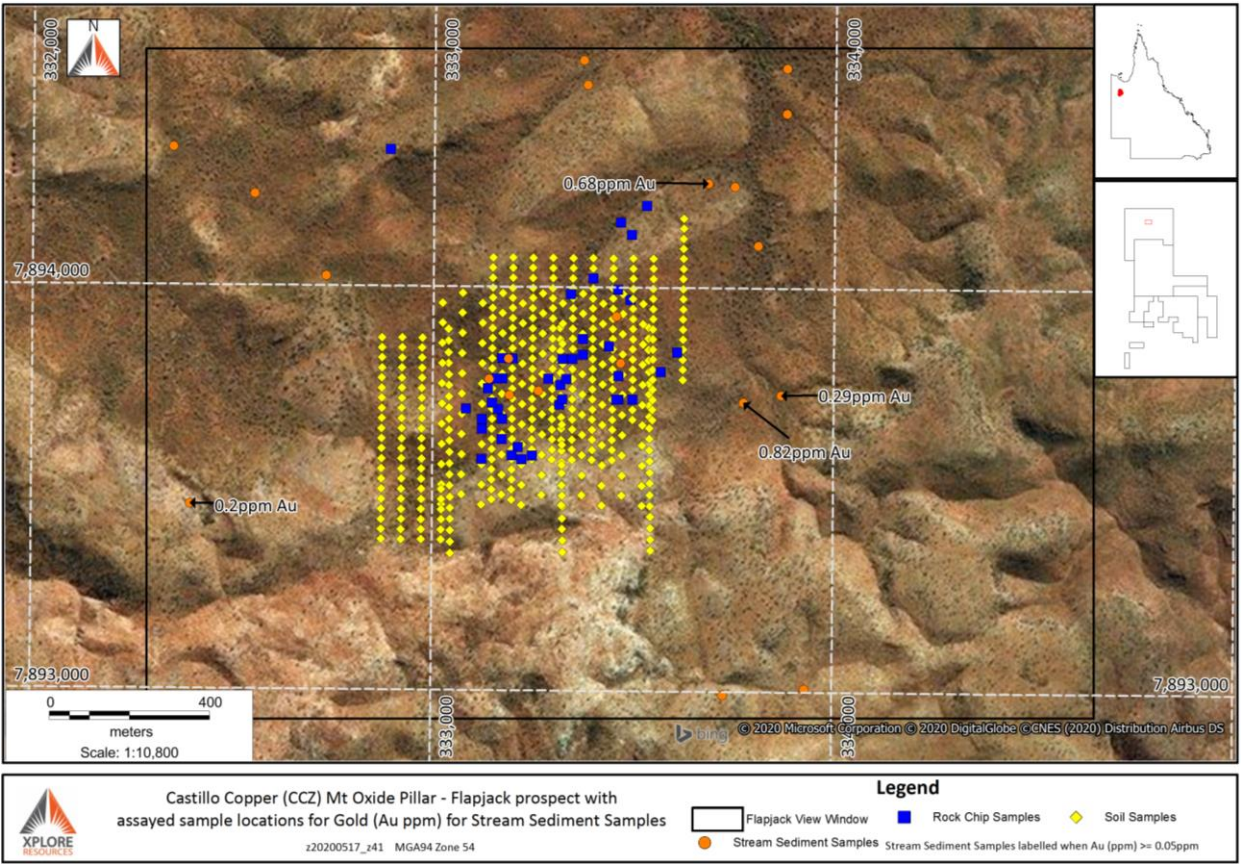 N
332,000
333,000
334,000
0.68ppm Au
7,894,000
0.29ppm Au
0.82ppm Au
0.2ppm Au
7,893,000
7,893,000
0 400
meters
Scale: 1:10,800
333,000
334,000
bing
© 2020 Microsoft Corporation © 2020 DigitalGlobe ©CNES (2020) Distribution Airbus DS
XPLORE
RESOURCES
Castillo Copper (CCZ) Mt Oxide Pillar - Flapjack prospect with
assayed sample locations for Gold (Au ppm) for Stream Sediment Samples
z20200517_z41 MGA94 Zone 54
Legend
Flapjack View Window
Rock Chip Samples
Soil Samples
Stream Sediment Samples
Stream Sediment Samples labelled when Au (ppm) >= 0.05ppm